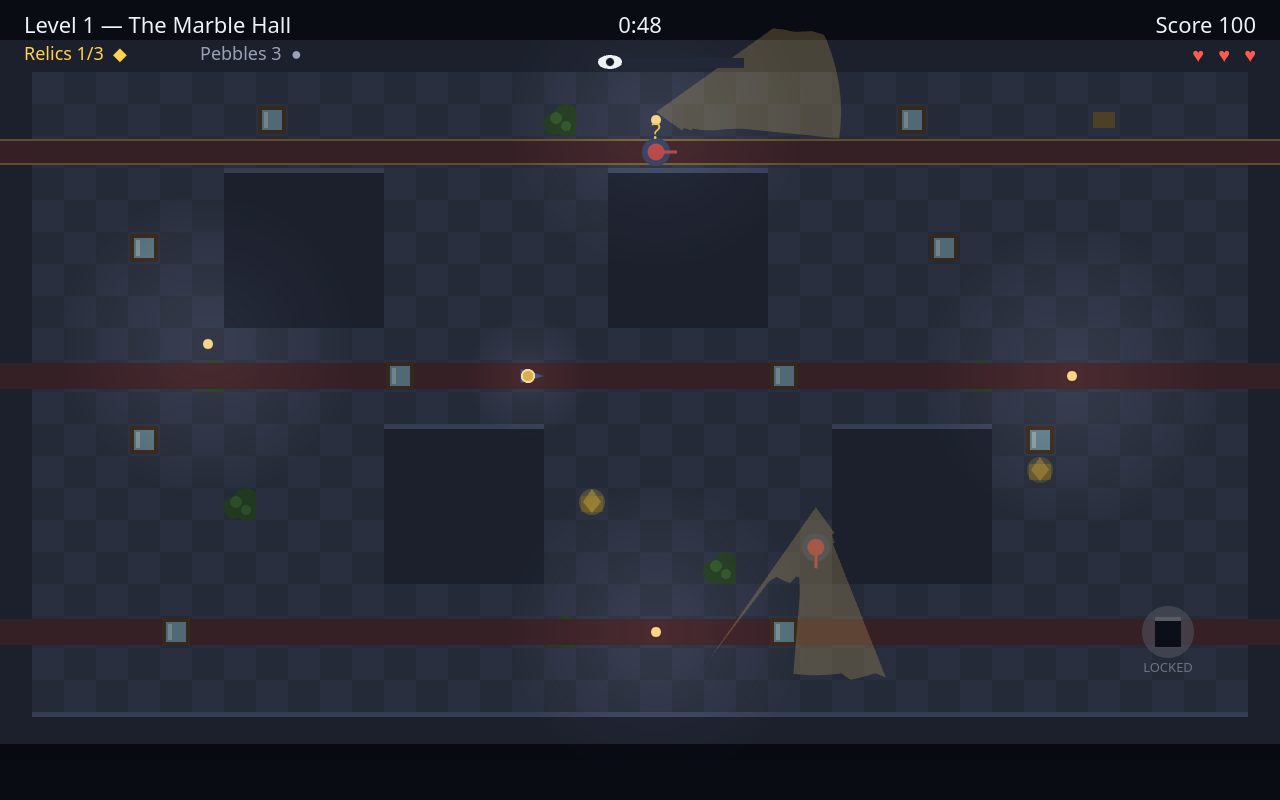 Level 1 — The Marble Hall
0:48
Score 100
Relics 1/3 ◆
Pebbles 3 ●
♥ ♥ ♥
?
LOCKED